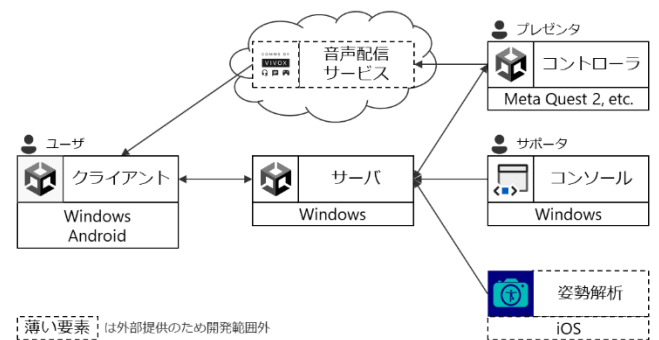 プレゼンタ
COMMS BY
VIVOX
音声配信
サービス
コントローラ
Meta Quest 2, etc.
ユーザ
サポータ
クライアント
サーバ
コンソール
Windows
Android
Windows
Windows
姿勢解析
iOS
薄い要素 は外部提供のため開発範囲外